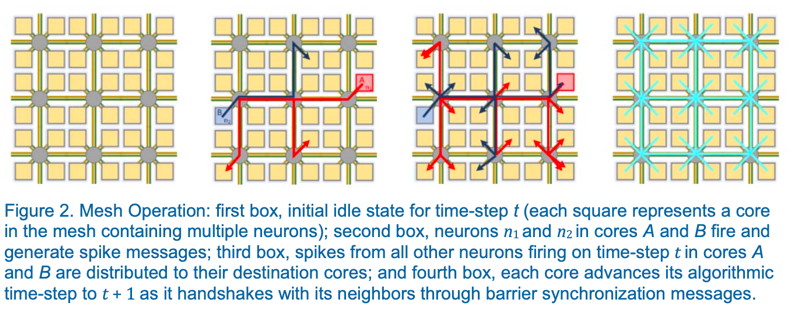 A
n₁
B
n₂
Figure 2. Mesh Operation: first box, initial idle state for time-step t (each square represents a core
in the mesh containing multiple neurons); second box, neurons n₁ and n₂ in cores A and B fire and
generate spike messages; third box, spikes from all other neurons firing on time-step t in cores A
and B are distributed to their destination cores; and fourth box, each core advances its algorithmic
time-step to t + 1 as it handshakes with its neighbors through barrier synchronization messages.